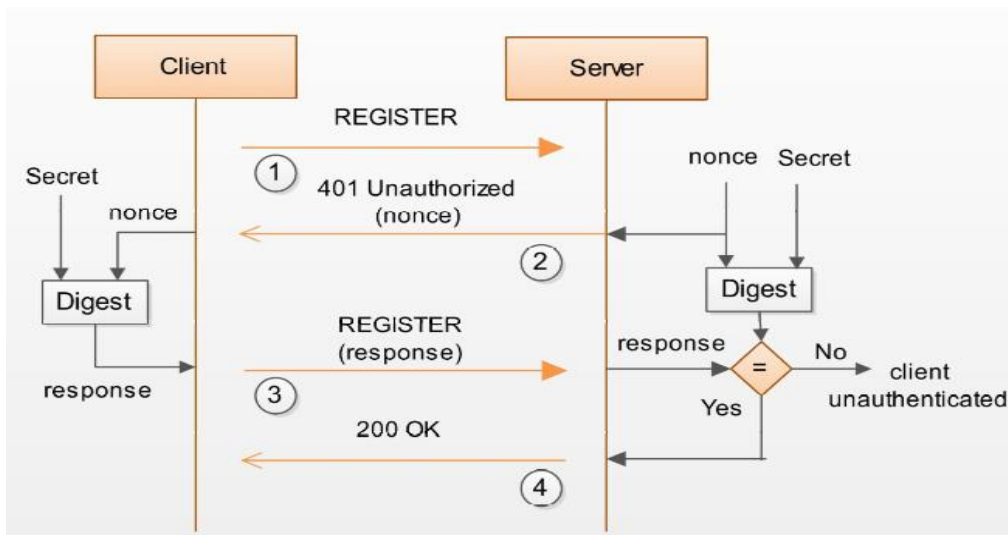 Client
Server
REGISTER
1
nonce
Secret
Secret
401 Unauthorized
(nonce)
nonce
2
Digest
Digest
REGISTER
(response)
response
=
No
client
unauthenticated
response
3
Yes
200 OK
4